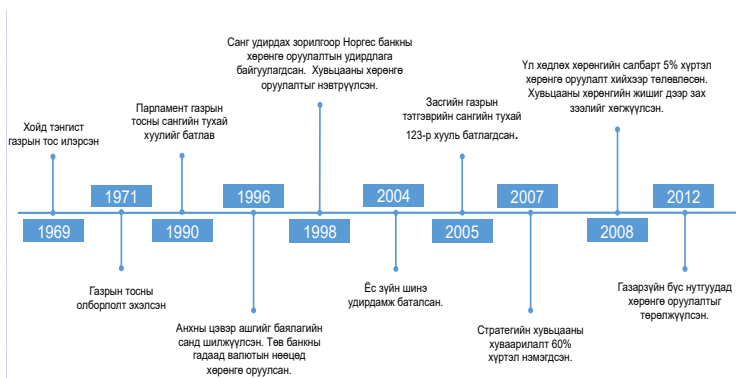 Хойд тэнгист
газрын тос илэрсэн
1969
1971
Газрын тосны
олборлолт эхэлсэн
Парламент газрын
тосны сангийн тухай
хуулийг батлав
1990
1996
Анхны цэвэр ашгийг баялагийн
санд шилжүүлсэн. Төв банкны
гадаад валютын нөөцөд
хөрөнгө оруулсан.
Санг удирдах зорилгоор Норгес банкны
хөрөнгө оруулалтын удирдлага
байгуулагдсан. Хувьцааны хөрөнгө
оруулалтыг нэвтрүүлсэн.
1998
2004
Ёс зүйн шинэ
удирдамж баталсан.
Засгийн газрын
тэтгэврийн сангийн тухай
123-р хууль батлагдсан.
2005
2007
Стратегийн хувьцааны
хуваарилалт 60%
хүртэл нэмэгдсэн.
Үл хөдлөх хөрөнгийн салбарт 5% хүртэл
хөрөнгө оруулалт хийхээр төлөвлөсөн.
Хувьцааны хөрөнгийн жишиг дээр зах
зээлийг хөгжүүлсэн.
2008
2012
Газарзүйн бүс нутгуудад
хөрөнгө оруулалтыг
төрөлжүүлсэн.